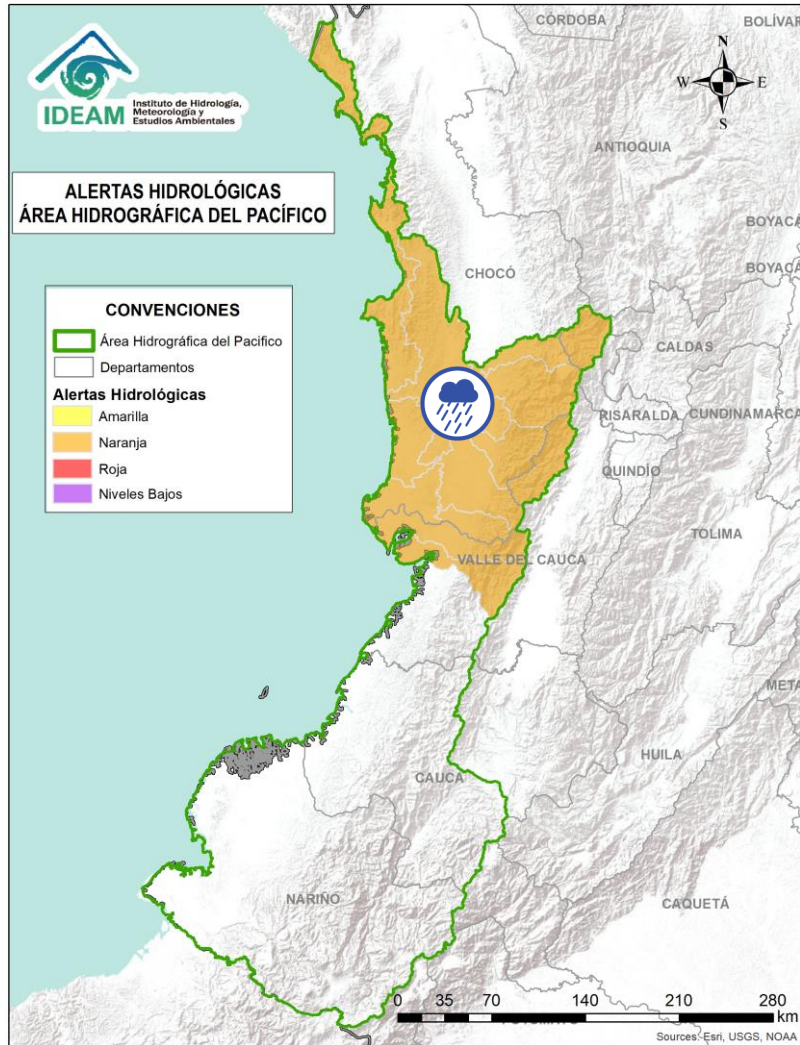 CÓRDOBA
BOLÍVAR
IDEAM
Instituto de Hidrología,
Meteorología y
Estudios Ambientales
N
W E
S
ANTIOQUIA
ALERTAS HIDROLÓGICAS
ÁREA HIDROGRÁFICA DEL PACÍFICO
BOYACÁ
BOYACÁ
CHOCÓ
CONVENCIONES
Área Hidrográfica del Pacifico
Departamentos
Alertas Hidrológicas
Amarilla
Naranja
Roja
Niveles Bajos
CALDAS
RISARALDA
CUNDINAMARCA
QUINDÍO
TOLIMA
VALLE DEL CAUCA
META
HUILA
CAUCA
NARIÑO
CAQUETÁ
0 35 70 140 210 280
km
Sources: Esri, USGS, NOAA